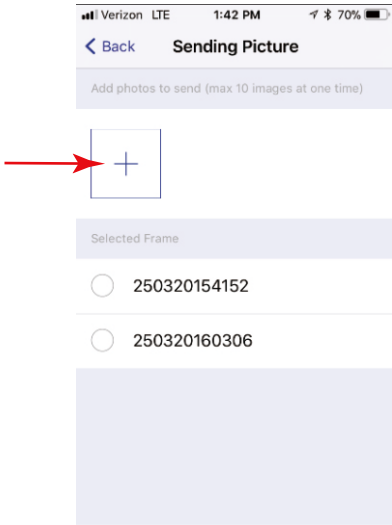 Verizon LTE 1:42 PM 70%
Back Sending Picture
Add photos to send (max 10 images at one time)
Selected Frame
250320154152
250320160306